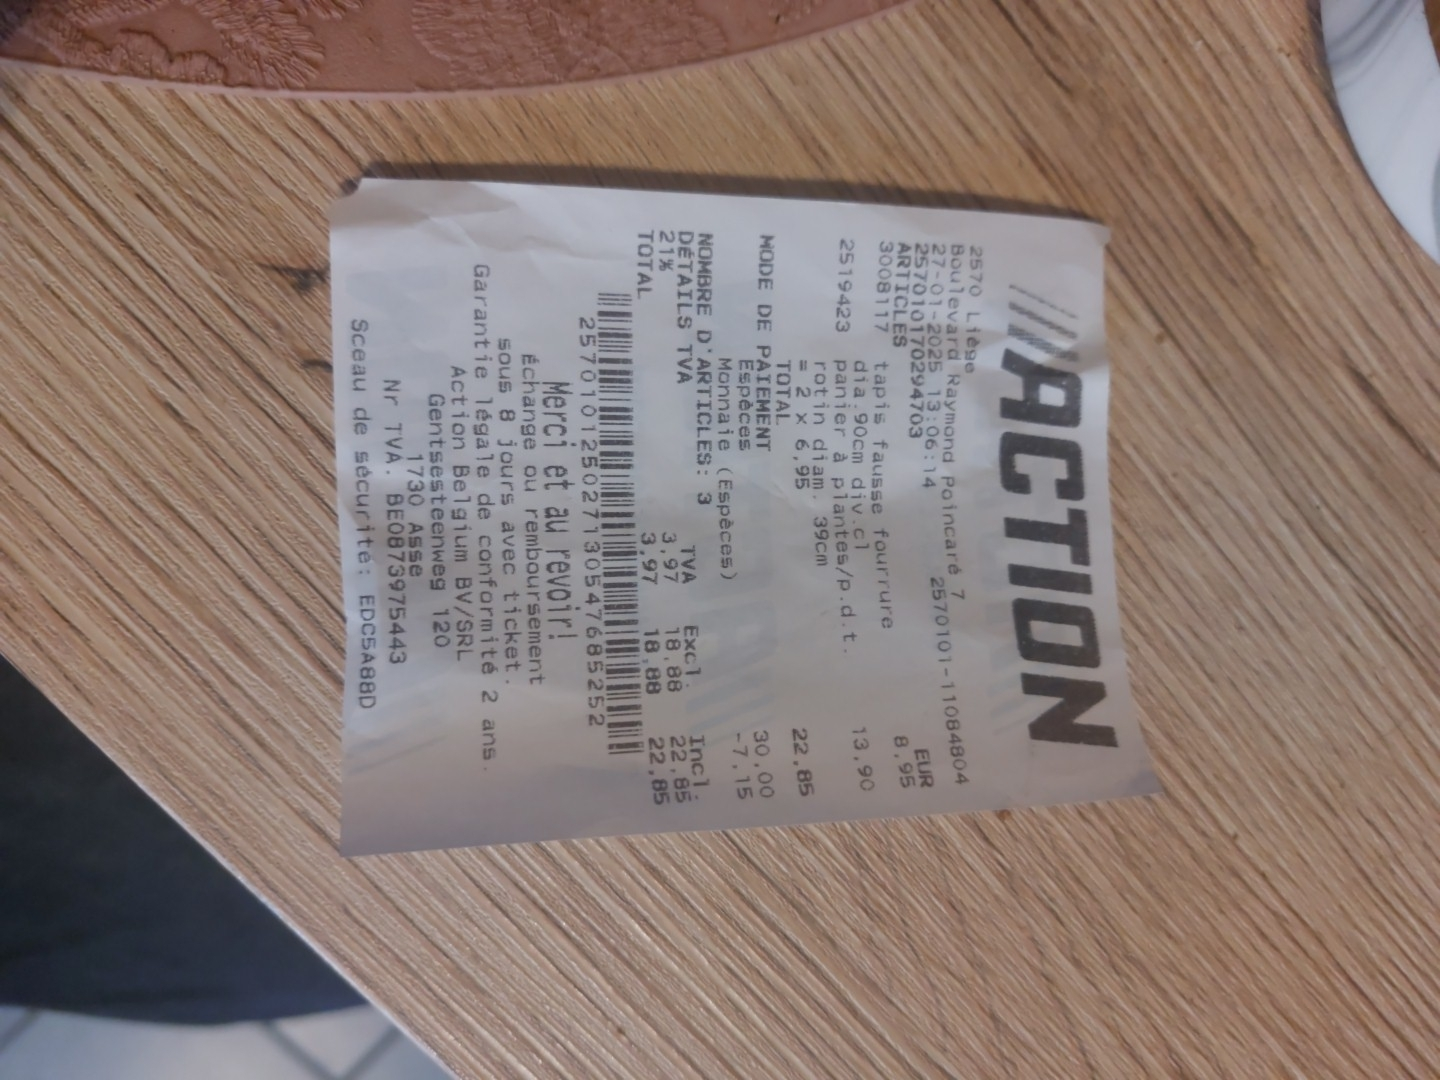 ACTION
2570 Liège
Boulevard Raymond Poincaré 7
27-01-2025 13:06:14 2570101-11084804
257010170294703
ARTICLES EUR
3008117 tapis fausse fourrure 8,95
dia.90cm div.cl
2519423 panier à plantes/p.d.t. 13,90
rotin diam. 39cm
= 2 x 6,95
TOTAL 22,85
MODE DE PAIEMENT
Espèces 30,00
Monnaie (Espèces) -7,15
NOMBRE D'ARTICLES: 3
DÉTAILS TVA TVA Excl. Incl.
21% 3,97 18,88 22,85
TOTAL 3,97 18,88 22,85
257010125027130547685252
Merci et au revoir!
Échange ou remboursement
sous 8 jours avec ticket.
Garantie légale de conformité 2 ans.
Action Belgium BV/SRL
Gentsesteenweg 120
1730 Asse
Nr TVA. BE0873975443
Sceau de sécurité: EDC5A88D